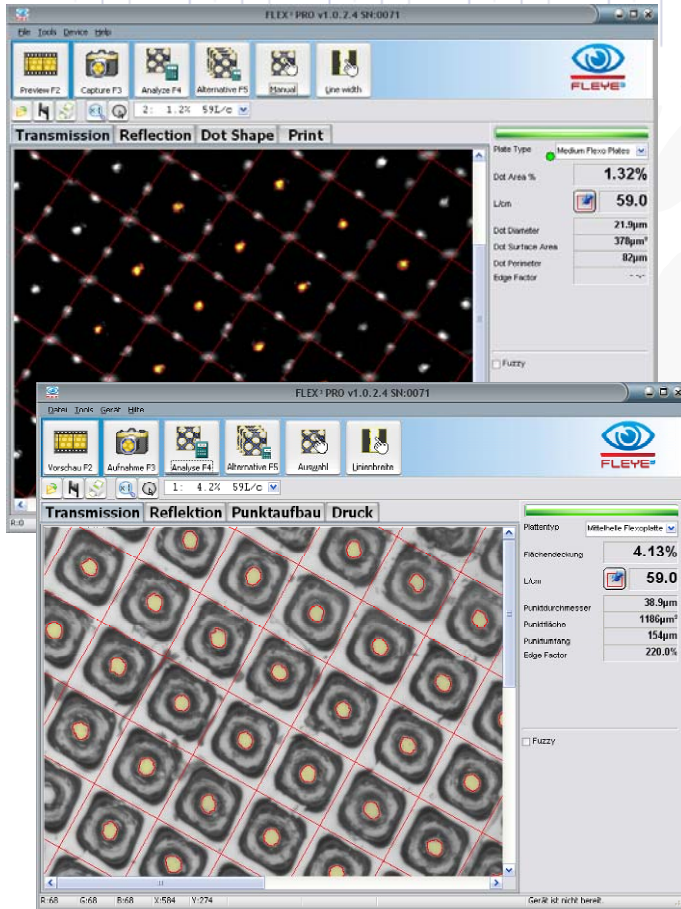 FLEX³ PRO v1.0.2.4 SN:0071
File Tools Device Help
Preview F2 Capture F3 Analyze F4 Alternative F5 Manual Line width
FLEYE³
2: 1.2% 59L/c
Transmission Reflection Dot Shape Print
Plate Type Medium Flexo Plates
Dot Area % 1.32%
L/cm 59.0
Dot Diameter 21.9µm
Dot Surface Area 378µm²
Dot Perimeter 82µm
Edge Factor --.-
Fuzzy
R:0
FLEX³ PRO v1.0.2.4 SN:0071
Datei Tools Gerät Hilfe
Vorschau F2 Aufnahme F3 Analyse F4 Alternative F5 Auswahl Linienbreite
FLEYE³
1: 4.2% 59L/c
Transmission Reflektion Punktaufbau Druck
Plattentyp Mittelhelle Flexoplatte
Flächendeckung 4.13%
L/cm 59.0
Punktdurchmesser 38.9µm
Punktfläche 1186µm²
Punktumfang 154µm
Edge Factor 220.0%
Fuzzy
R:68 G:68 B:68 X:584 Y:274 Gerät ist nicht bereit.